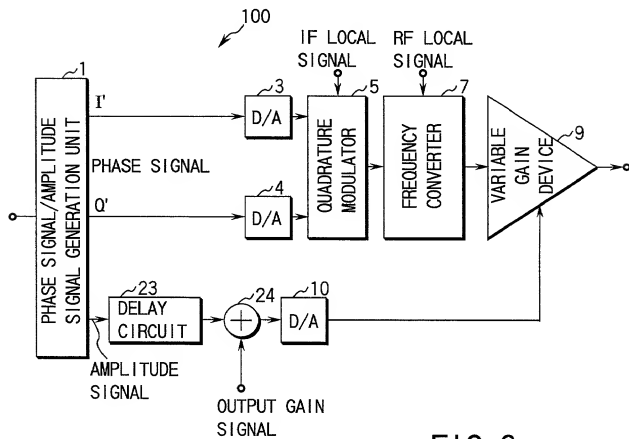 100
IF LOCAL
SIGNAL
RF LOCAL
SIGNAL
1
I'
3
D/A
5
7
9
PHASE SIGNAL/AMPLITUDE
SIGNAL GENERATION UNIT
PHASE SIGNAL
QUADRATURE
MODULATOR
FREQUENCY
CONVERTER
VARIABLE
GAIN
DEVICE
Q'
4
D/A
23
DELAY
CIRCUIT
24
+
10
D/A
AMPLITUDE
SIGNAL
OUTPUT GAIN
SIGNAL